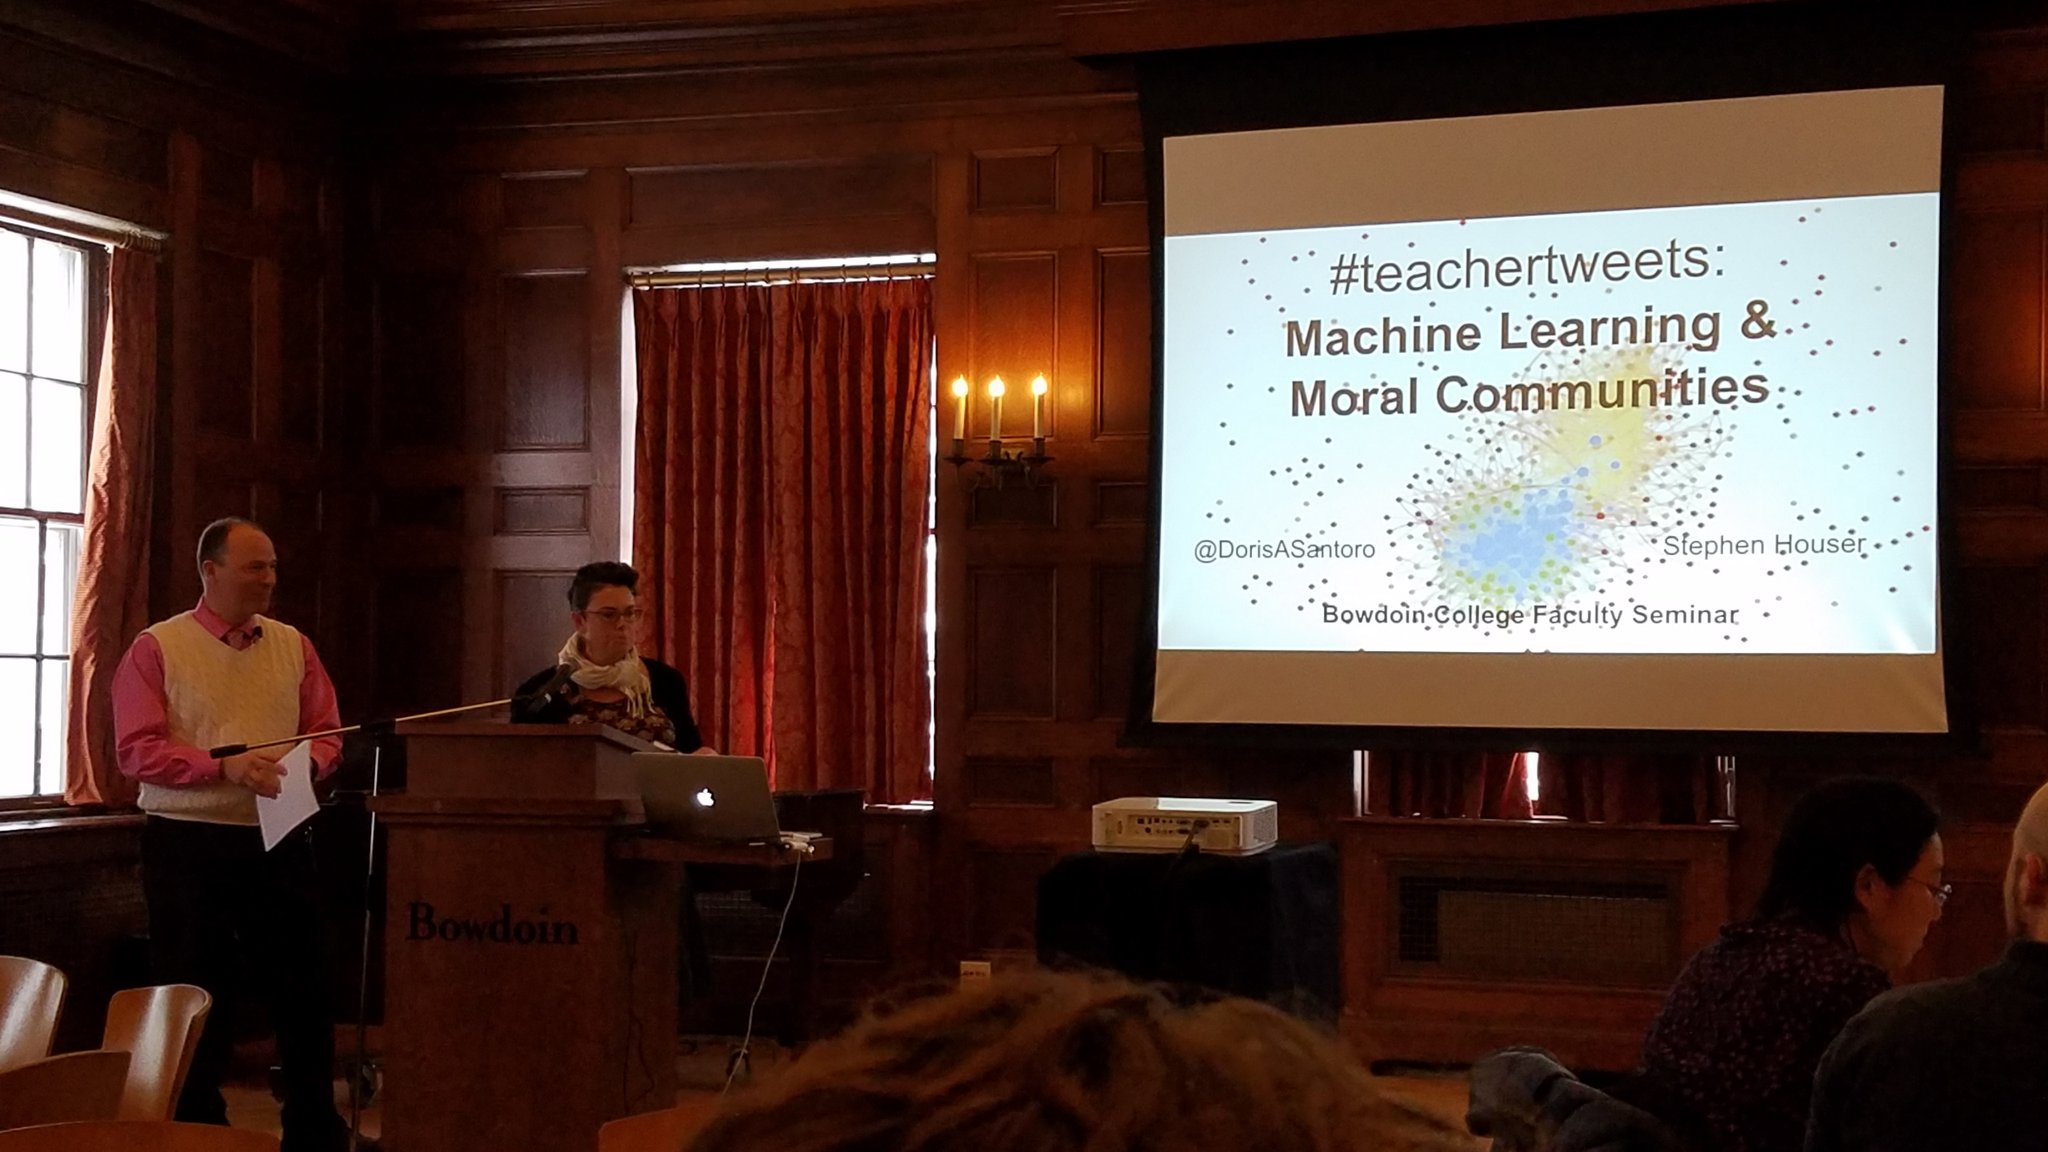 #teachertweets:
Machine Learning &
Moral Communities
@DorisASantoro
Stephen Houser
Bowdoin College Faculty Seminar
Bowdoin